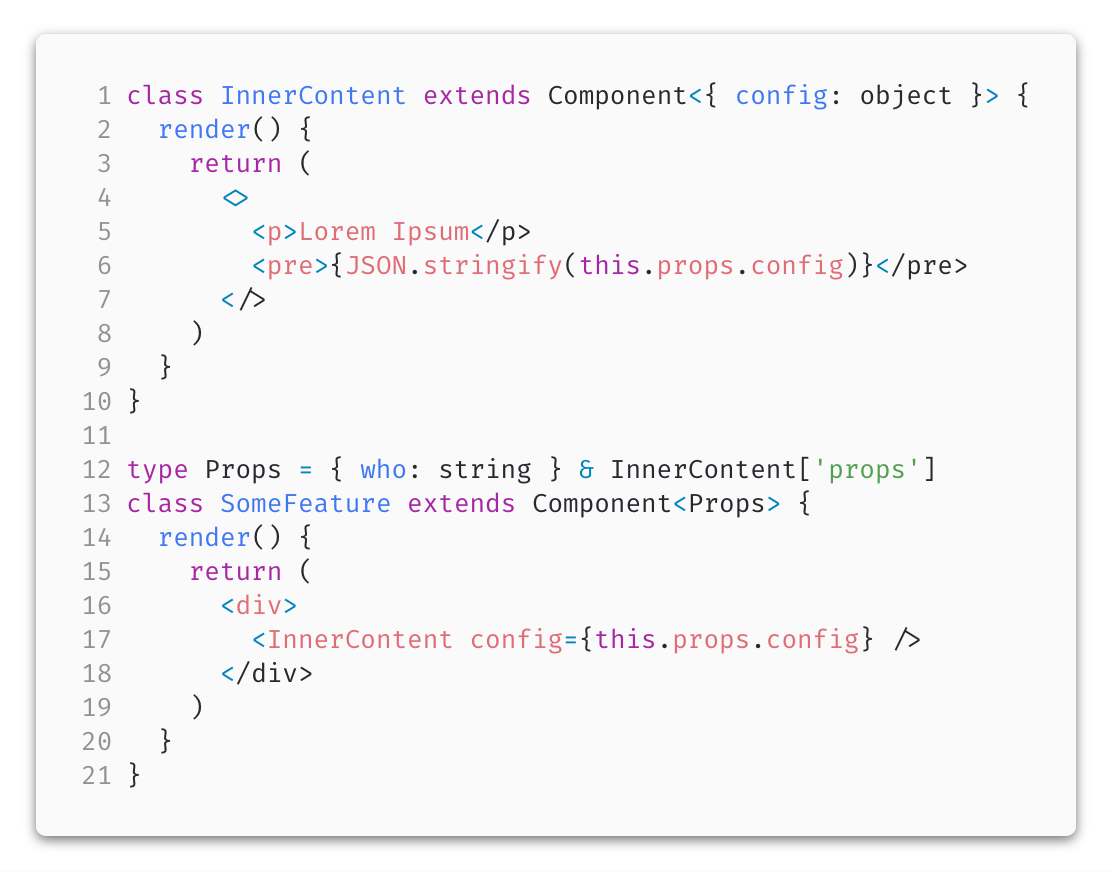 1 class InnerContent extends Component<{ config: object }> {
2   render() {
3     return (
4       <>
5         <p>Lorem Ipsum</p>
6         <pre>{JSON.stringify(this.props.config)}</pre>
7       </>
8     )
9   }
10 }
11
12 type Props = { who: string } & InnerContent['props']
13 class SomeFeature extends Component<Props> {
14   render() {
15     return (
16       <div>
17         <InnerContent config={this.props.config} />
18       </div>
19     )
20   }
21 }